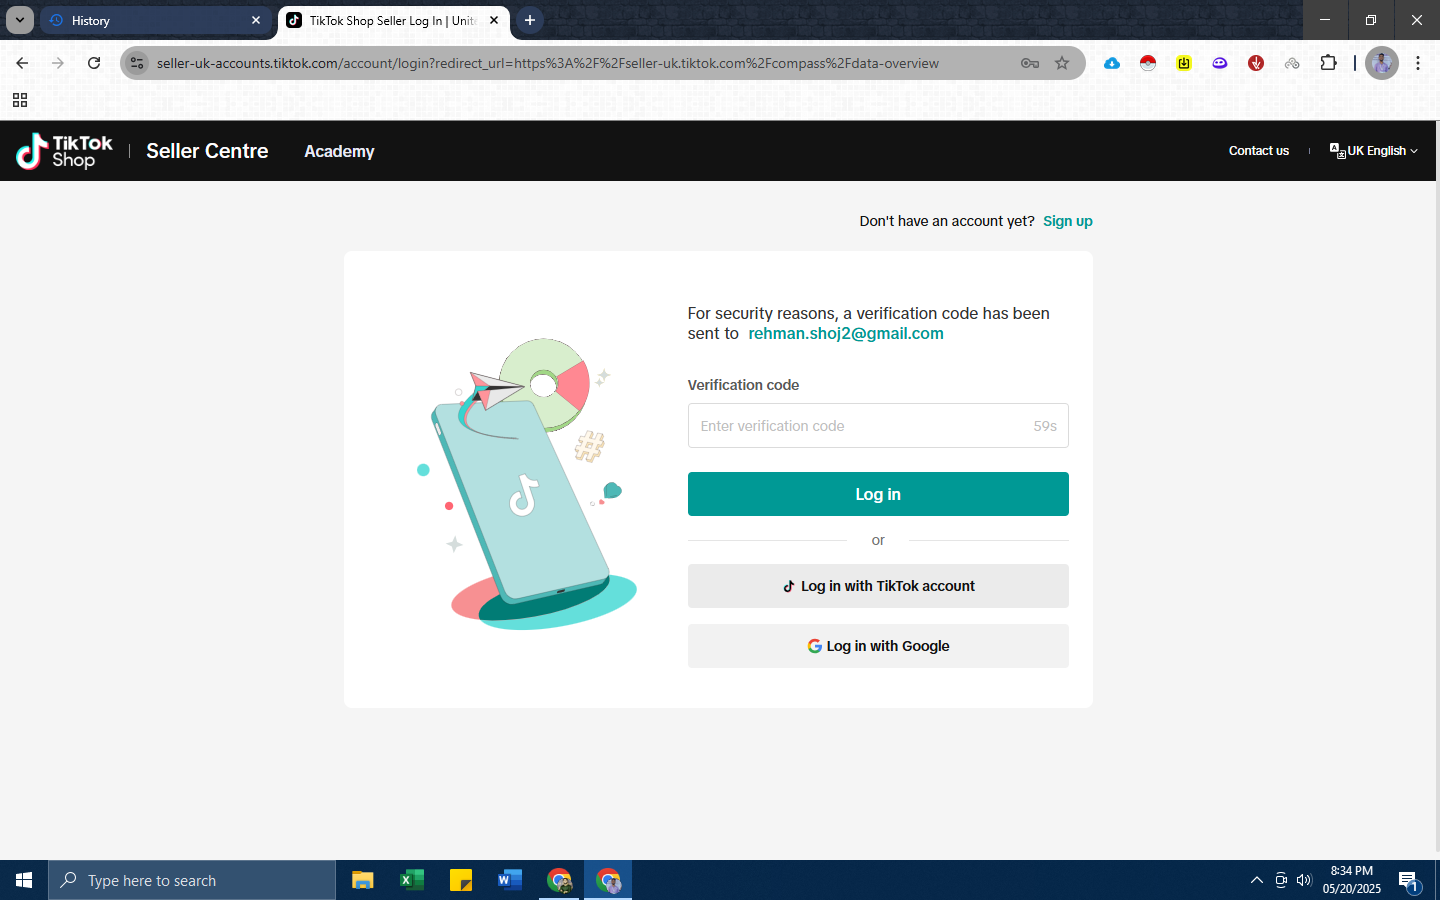 History
TikTok Shop Seller Log In | Unite
seller-uk-accounts.tiktok.com/account/login?redirect_url=https%3A%2F%2Fseller-uk.tiktok.com%2Fcompass%2Fdata-overview
TikTok
Shop
Seller Centre
Academy
Contact us
UK English
Don't have an account yet? Sign up
For security reasons, a verification code has been
sent to rehman.shoj2@gmail.com
Verification code
Enter verification code
59s
Log in
or
Log in with TikTok account
Log in with Google
Type here to search
8:34 PM
05/20/2025
1